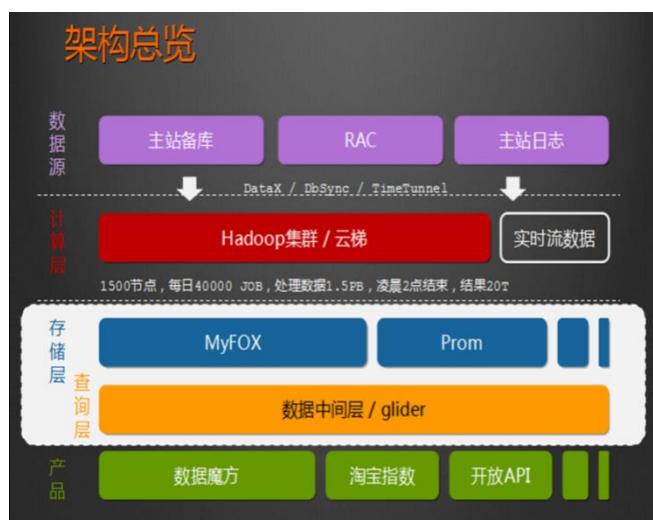 架构总览
数据源
主站备库
RAC
主站日志
DataX / DbSync / TimeTunnel
计算层
Hadoop集群 / 云梯
实时流数据
1500节点，每日40000 JOB，处理数据1.5PB，凌晨2点结束，结果20T
存储层
MyFOX
Prom
查询层
数据中间层 / glider
产品
数据魔方
淘宝指数
开放API